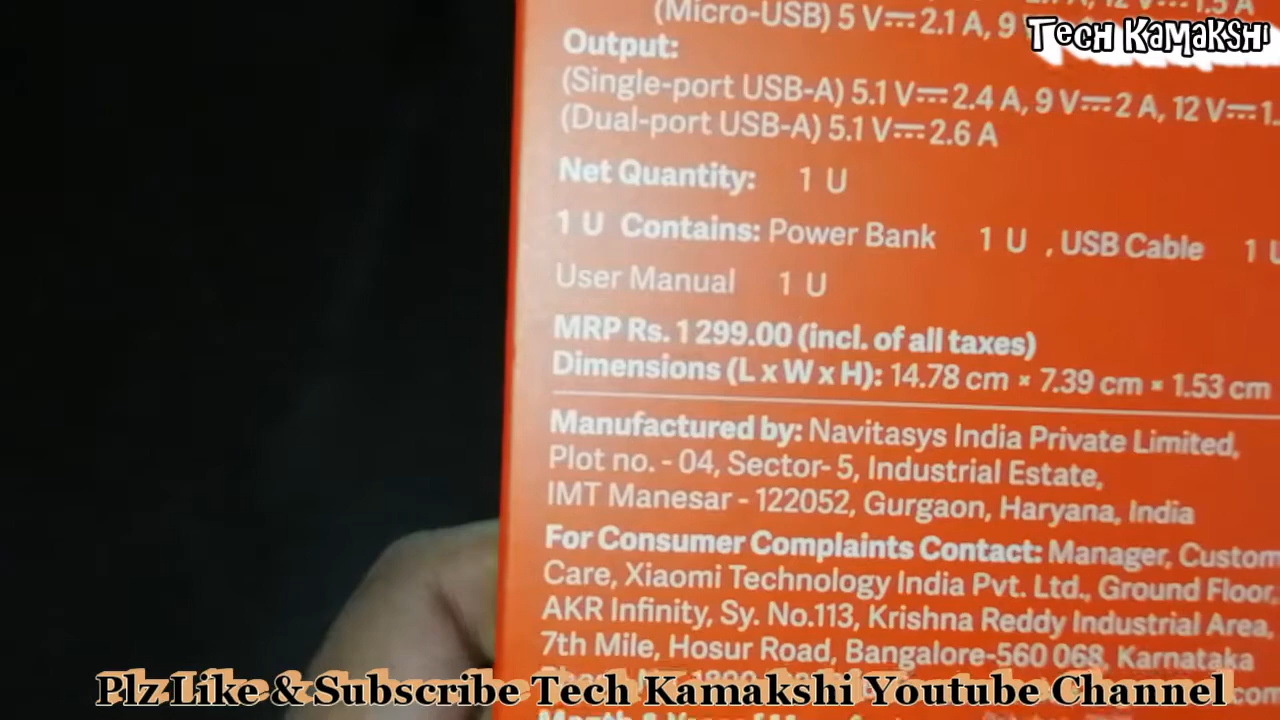 (Micro-USB) 5 V⎓2.1 A, 9
Tech Kamakshi
Output:
(Single-port USB-A) 5.1 V⎓2.4 A, 9 V⎓2 A, 12 V⎓1.
(Dual-port USB-A) 5.1 V⎓2.6 A
Net Quantity: 1 U
1 U Contains: Power Bank 1 U , USB Cable 1 U
User Manual 1 U
MRP Rs. 1299.00 (incl. of all taxes)
Dimensions (L x W x H): 14.78 cm × 7.39 cm × 1.53 cm
Manufactured by: Navitasys India Private Limited,
Plot no. - 04, Sector- 5, Industrial Estate,
IMT Manesar - 122052, Gurgaon, Haryana, India
For Consumer Complaints Contact: Manager, Custom
Care, Xiaomi Technology India Pvt. Ltd., Ground Floor,
AKR Infinity, Sy. No.113, Krishna Reddy Industrial Area,
7th Mile, Hosur Road, Bangalore-560 068, Karnataka
Plz Like & Subscribe Tech Kamakshi Youtube Channel